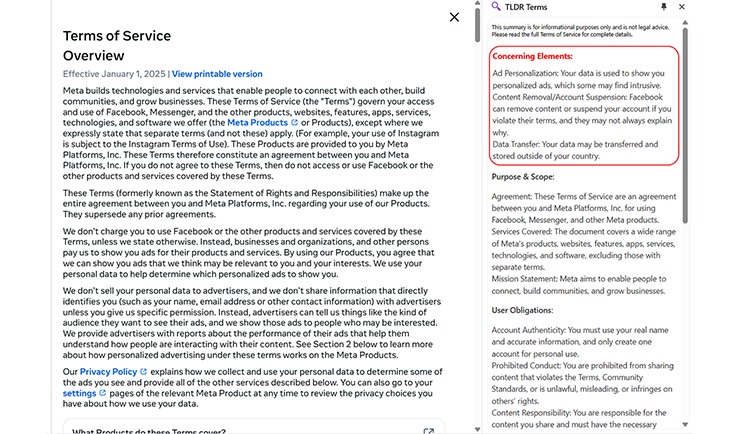 Terms of Service
Overview
Effective January 1, 2025 | View printable version
Meta builds technologies and services that enable people to connect with each other, build
communities, and grow businesses. These Terms of Service (the "Terms") govern your access
and use of Facebook, Messenger, and the other products, websites, features, apps, services,
technologies, and software we offer (the Meta Products or Products), except where we
expressly state that separate terms (and not these) apply. (For example, your use of Instagram
is subject to the Instagram Terms of Use). These Products are provided to you by Meta
Platforms, Inc. These Terms therefore constitute an agreement between you and Meta
Platforms, Inc. If you do not agree to these Terms, then do not access or use Facebook or the
other products and services covered by these Terms.
These Terms (formerly known as the Statement of Rights and Responsibilities) make up the
entire agreement between you and Meta Platforms, Inc. regarding your use of our Products.
They supersede any prior agreements.
We don't charge you to use Facebook or the other products and services covered by these
Terms, unless we state otherwise. Instead, businesses and organizations, and other persons
pay us to show you ads for their products and services. By using our Products, you agree that
we can show you ads that we think may be relevant to you and your interests. We use your
personal data to help determine which personalized ads to show you.
We don't sell your personal data to advertisers, and we don't share information that directly
identifies you (such as your name, email address or other contact information) with advertisers
unless you give us specific permission. Instead, advertisers can tell us things like the kind of
audience they want to see their ads, and we show those ads to people who may be interested.
We provide advertisers with reports about the performance of their ads that help them
understand how people are interacting with their content. See Section 2 below to learn more
about how personalized advertising under these terms works on the Meta Products.
Our Privacy Policy explains how we collect and use your personal data to determine some of
the ads you see and provide all of the other services described below. You can also go to your
settings pages of the relevant Meta Product at any time to review the privacy choices you
have about how we use your data.
What Products do these Terms cover?
TLDR Terms
This summary is for informational purposes only and is not legal advice.
Please read the full Terms of Service for complete details.
Concerning Elements:
Ad Personalization: Your data is used to show you
personalized ads, which some may find intrusive.
Content Removal/Account Suspension: Facebook
can remove content or suspend your account if you
violate their terms, and they may not always explain
why.
Data Transfer: Your data may be transferred and
stored outside of your country.
Purpose & Scope:
Agreement: These Terms of Service are an agreement
between you and Meta Platforms, Inc. for using
Facebook, Messenger, and other Meta products.
Services Covered: The document covers a wide
range of Meta's products, websites, features, apps, services,
technologies, and software, excluding those with
separate terms.
Mission Statement: Meta aims to enable people to
connect, build communities, and grow businesses.
User Obligations:
Account Authenticity: You must use your real name
and accurate information, and only create one
account for personal use.
Prohibited Conduct: You are prohibited from sharing
content that violates the Terms, Community
Standards, or is unlawful, misleading, or infringes on
others' rights.
Content Responsibility: You are responsible for the
content you share and must have the necessary